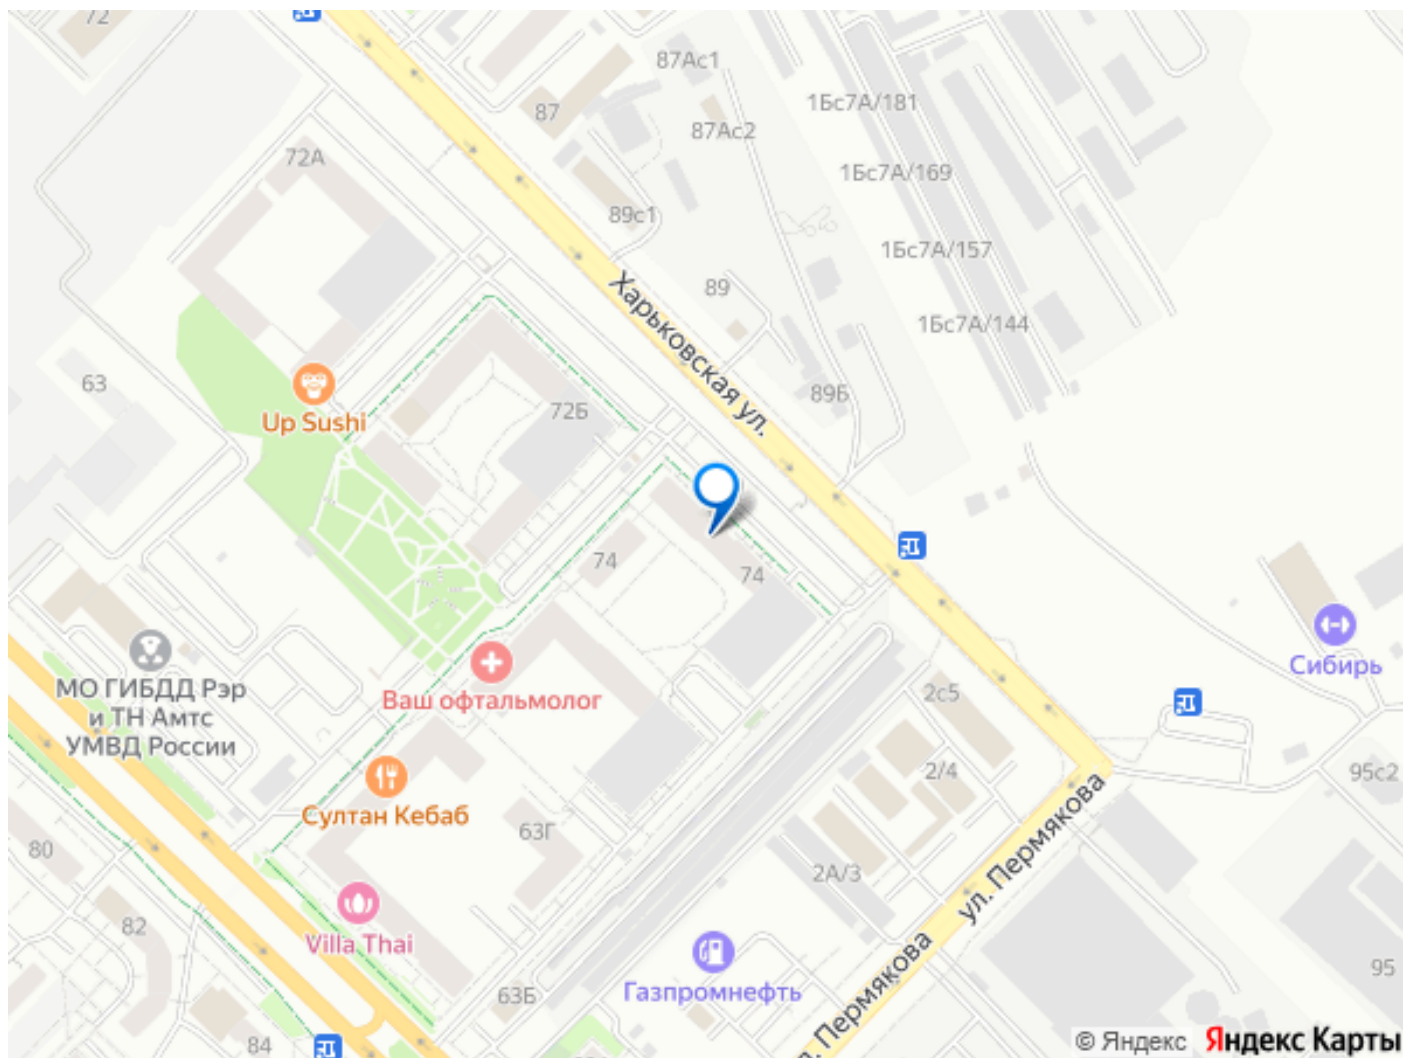 72
87Ас1
87
1Бс7А/181
87Ас2
72А
1Бс7А/169
89с1
1Бс7А/157
89
Харьковская ул.
1Бс7А/144
63
89Б
72Б
Up Sushi
74
74
Сибирь
МО ГИБДД Рэр
и ТН Амтс
УМВД России
Ваш офтальмолог
2с5
2/4
95с2
Султан Кебаб
63Г
ул. Пермякова
80
2А/3
82
Villa Thai
95
63Б
Газпромнефть
л. Пермякова
84
© Яндекс
Яндекс Карты